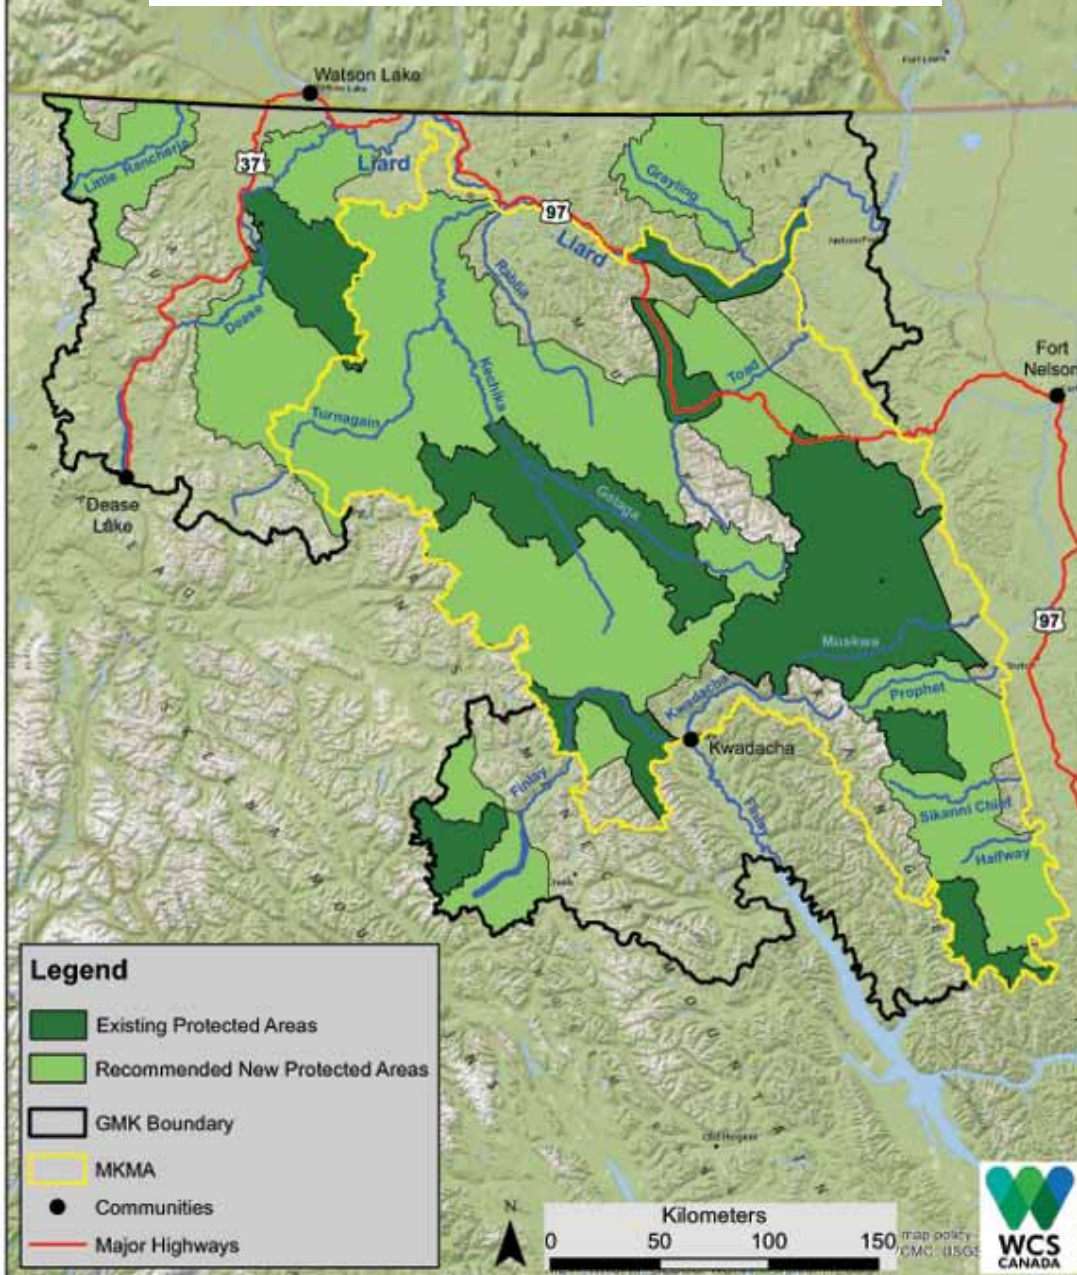 Watson Lake
37
Little Rancheria
Liard
Grayling
97
Liard
Rabbit
Dease
Kechika
Toad
Fort
Nelson
Turnagain
Dease
Lake
Gataga
97
Muskwa
Prophet
Kwadacha
Kwadacha
Finlay
Finlay
Sikanni Chief
Halfway
Legend
Existing Protected Areas
Recommended New Protected Areas
GMK Boundary
MKMA
Communities
Major Highways
N
Kilometers
0 50 100 150
map policy
WCS
CANADA